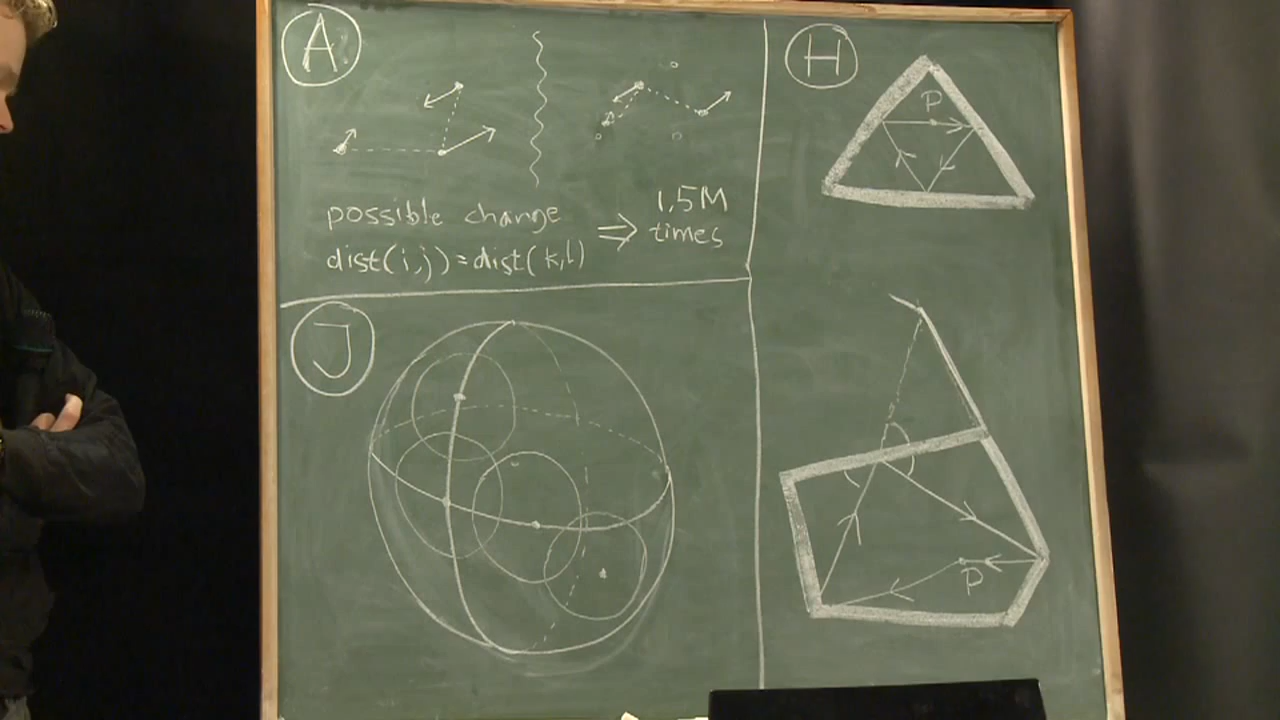 A
possible change
dist(i,j)=dist(k,l)
⇒ 1,5M
times
J
H
P
P